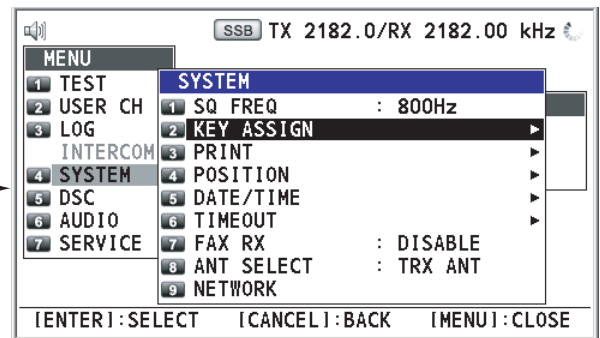 SSB TX 2182.0/RX 2182.00 kHz
MENU
1 TEST
2 USER CH
3 LOG
INTERCOM
4 SYSTEM
5 DSC
6 AUDIO
7 SERVICE
SYSTEM
1 SQ FREQ : 800Hz
2 KEY ASSIGN
3 PRINT
4 POSITION
5 DATE/TIME
6 TIMEOUT
7 FAX RX : DISABLE
8 ANT SELECT : TRX ANT
9 NETWORK
[ENTER]:SELECT [CANCEL]:BACK [MENU]:CLOSE